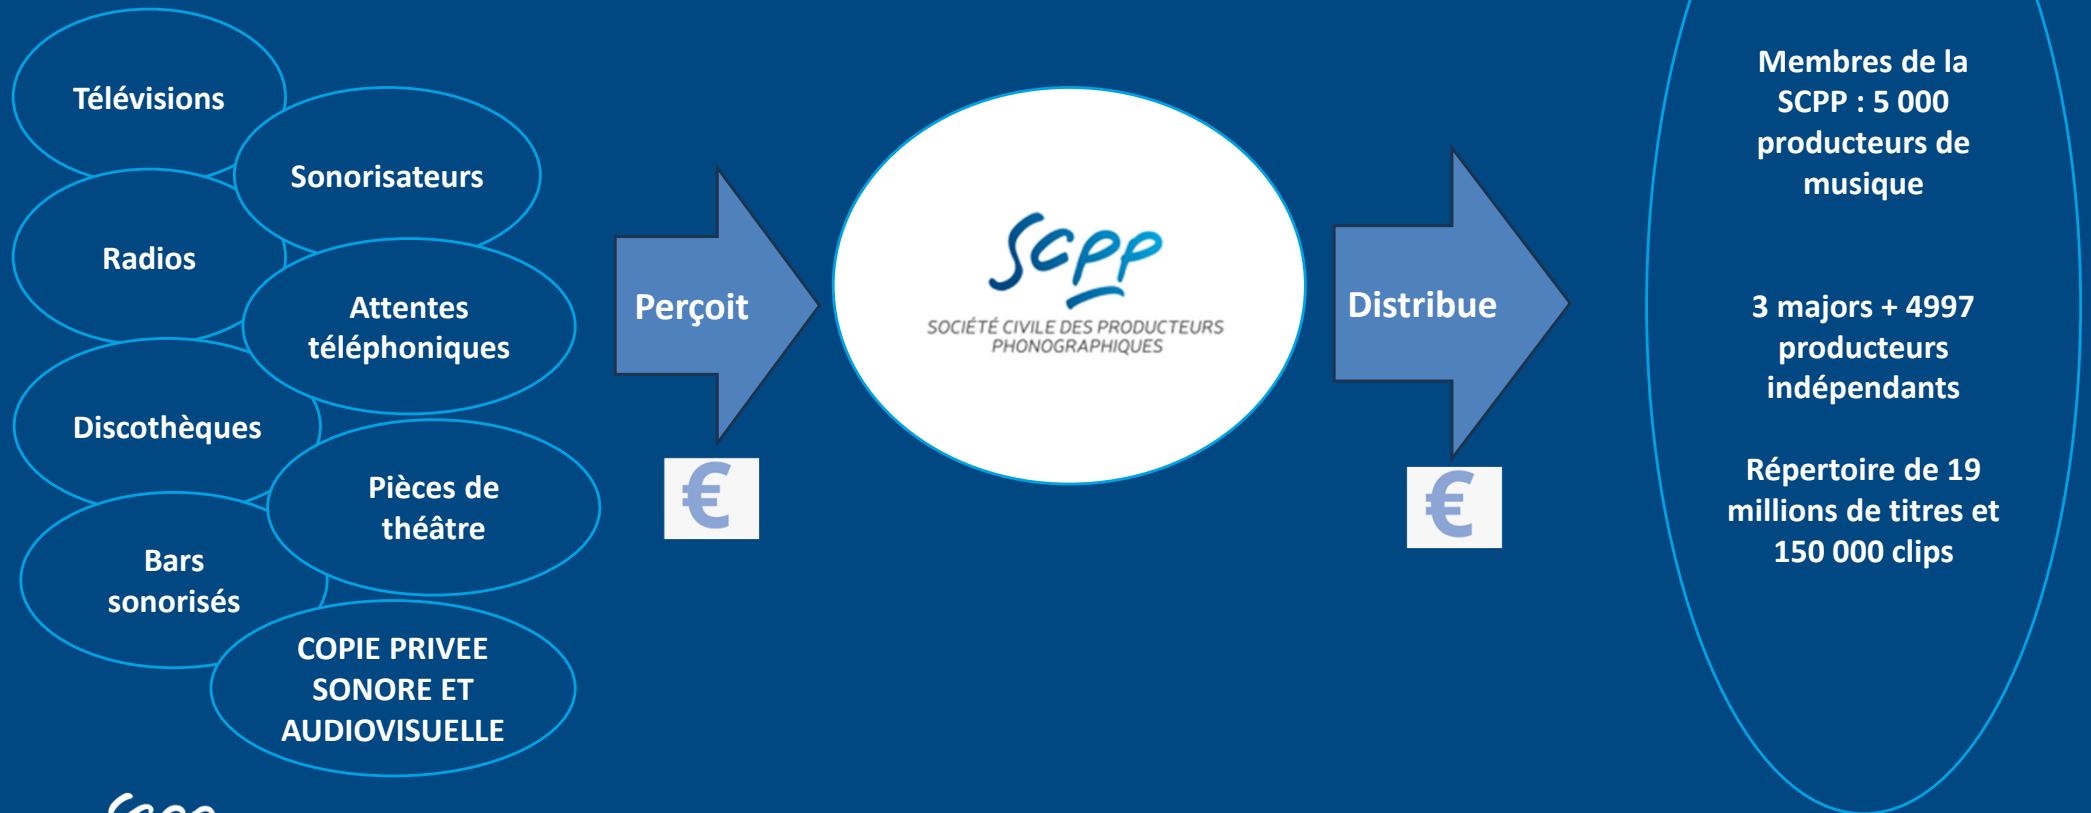 Télévisions
Sonorisateurs
Radios
Attentes
téléphoniques
Discothèques
Pièces de
théâtre
Bars
sonorisés
COPIE PRIVEE
SONORE ET
AUDIOVISUELLE
Perçoit
€
scpp
SOCIÉTÉ CIVILE DES PRODUCTEURS
PHONOGRAPHIQUES
Distribue
€
Membres de la
SCPP : 5 000
producteurs de
musique
3 majors + 4997
producteurs
indépendants
Répertoire de 19
millions de titres et
150 000 clips
scpp